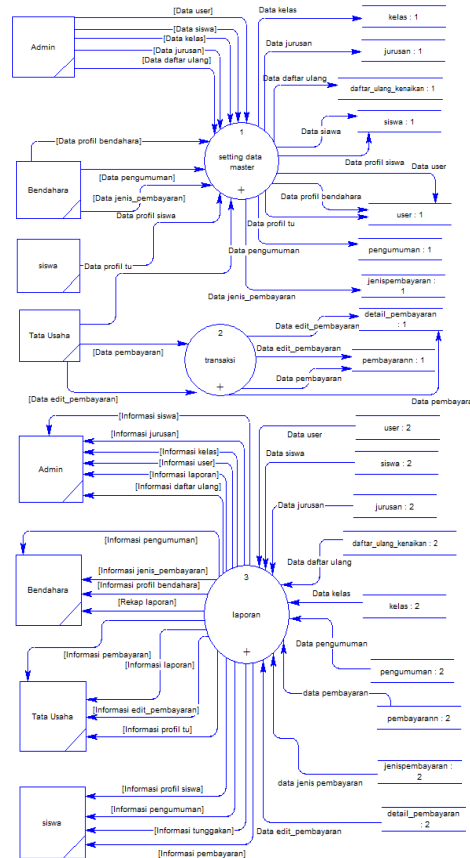 Admin
[Data user]
[Data siswa]
[Data kelas]
[Data jurusan]
[Data daftar ulang]
Data kelas
kelas : 1
Data jurusan
jurusan : 1
Data daftar ulang
daftar_ulang_kenaikan : 1
Data siawa
siswa : 1
1
setting data
master
+
[Data profil bendahara]
Data profil siswa
Data user
Bendahara
[Data pengumuman]
[Data jenis_pembayaran]
Data profil bendahara
Data profil siswa
user : 1
Data profil tu
Data pengumuman
pengumuman : 1
siswa
Data profil tu
jenispembayaran :
1
Data jenis_pembayaran
Tata Usaha
detail_pembayaran
: 1
Data edit_pembayaran
2
transaksi
+
[Data pembayaran]
Data edit_pembayaran
pembayarann : 1
Data pembayaran
[Data edit_pembayaran]
Data pembayara
[Informasi siswa]
user : 2
Data user
[Informasi jurusan]
Admin
[Informasi kelas]
[Informasi user]
[Informasi laporan]
[Informasi daftar ulang]
Data siswa
siswa : 2
Data jurusan
jurusan : 2
[Informasi pengumuman]
daftar_ulang_kenaikan : 2
Data daftar ulang
Bendahara
[Informasi jenis_pembayaran]
[Informasi profil bendahara]
[Rekap laporan]
3
laporan
+
Data kelas
kelas : 2
Data pengumuman
[Informasi pembayaran]
[Informasi laporan]
pengumuman : 2
Tata Usaha
data pembayaran
[Informasi edit_pembayaran]
pembayarann : 2
[Informasi profil tu]
jenispembayaran :
2
data jenis pembayaran
[Informasi profil siswa]
[Informasi pengumuman]
siswa
detail_pembayaran
: 2
[Informasi tunggakan]
Data edit_pembayaran
[Informasi pembayaran]